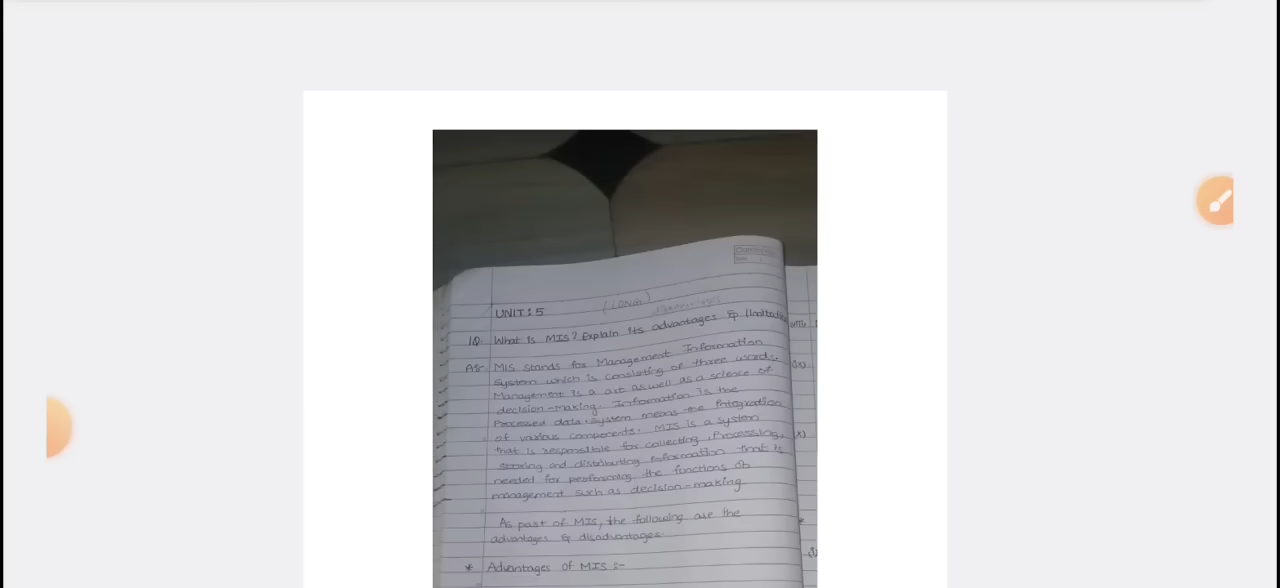 UNIT: 5
(LONG)
1Q. What is MIS? Explain its advantages &
As- MIS stands for Management Information
System which is consisting of three words.
Management is a art as well as a science of
decision-making. Information is the
Processed data. System means the integration
of various components. MIS is a system
that is responsible for collecting, Processing,
storing and distributing information that is
needed for performing the functions of
management such as decision-making.
As part of MIS, the following are the
advantages & disadvantages.
* Advantages of MIS :-